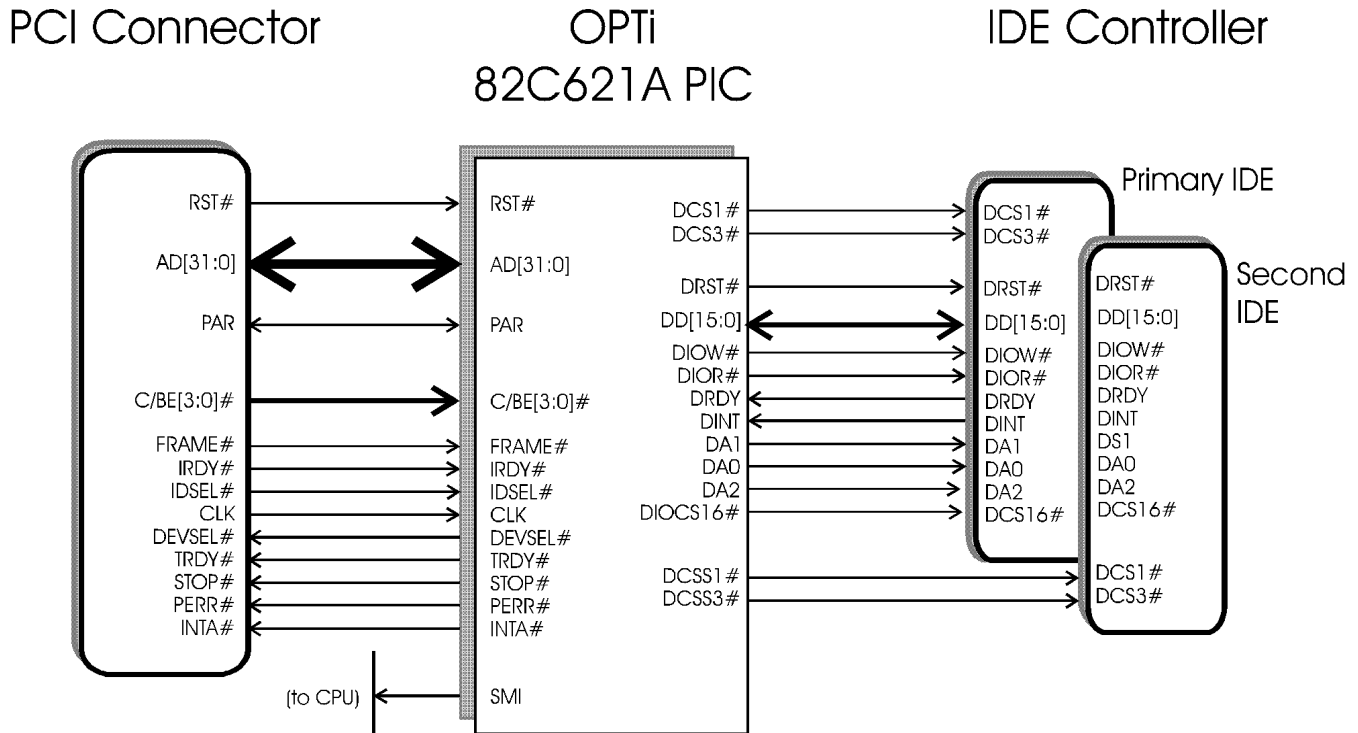 PCI Connector
OPTi
82C621A PIC
IDE Controller
RST#
AD[31:0]
PAR
C/BE[3:0]#
FRAME#
IRDY#
IDSEL#
CLK
DEVSEL#
TRDY#
STOP#
PERR#
INTA#
(to CPU)
RST#
AD[31:0]
PAR
C/BE[3:0]#
FRAME#
IRDY#
IDSEL#
CLK
DEVSEL#
TRDY#
STOP#
PERR#
INTA#
SMI
DCS1#
DCS3#
DRST#
DD[15:0]
DIOW#
DIOR#
DRDY
DINT
DA1
DA0
DA2
DIOCS16#
DCSS1#
DCSS3#
Primary IDE
DCS1#
DCS3#
DRST#
DD[15:0]
DIOW#
DIOR#
DRDY
DINT
DA1
DA0
DA2
DCS16#
Second
IDE
DRST#
DD[15:0]
DIOW#
DIOR#
DRDY
DINT
DS1
DA0
DA2
DCS16#
DCS1#
DCS3#